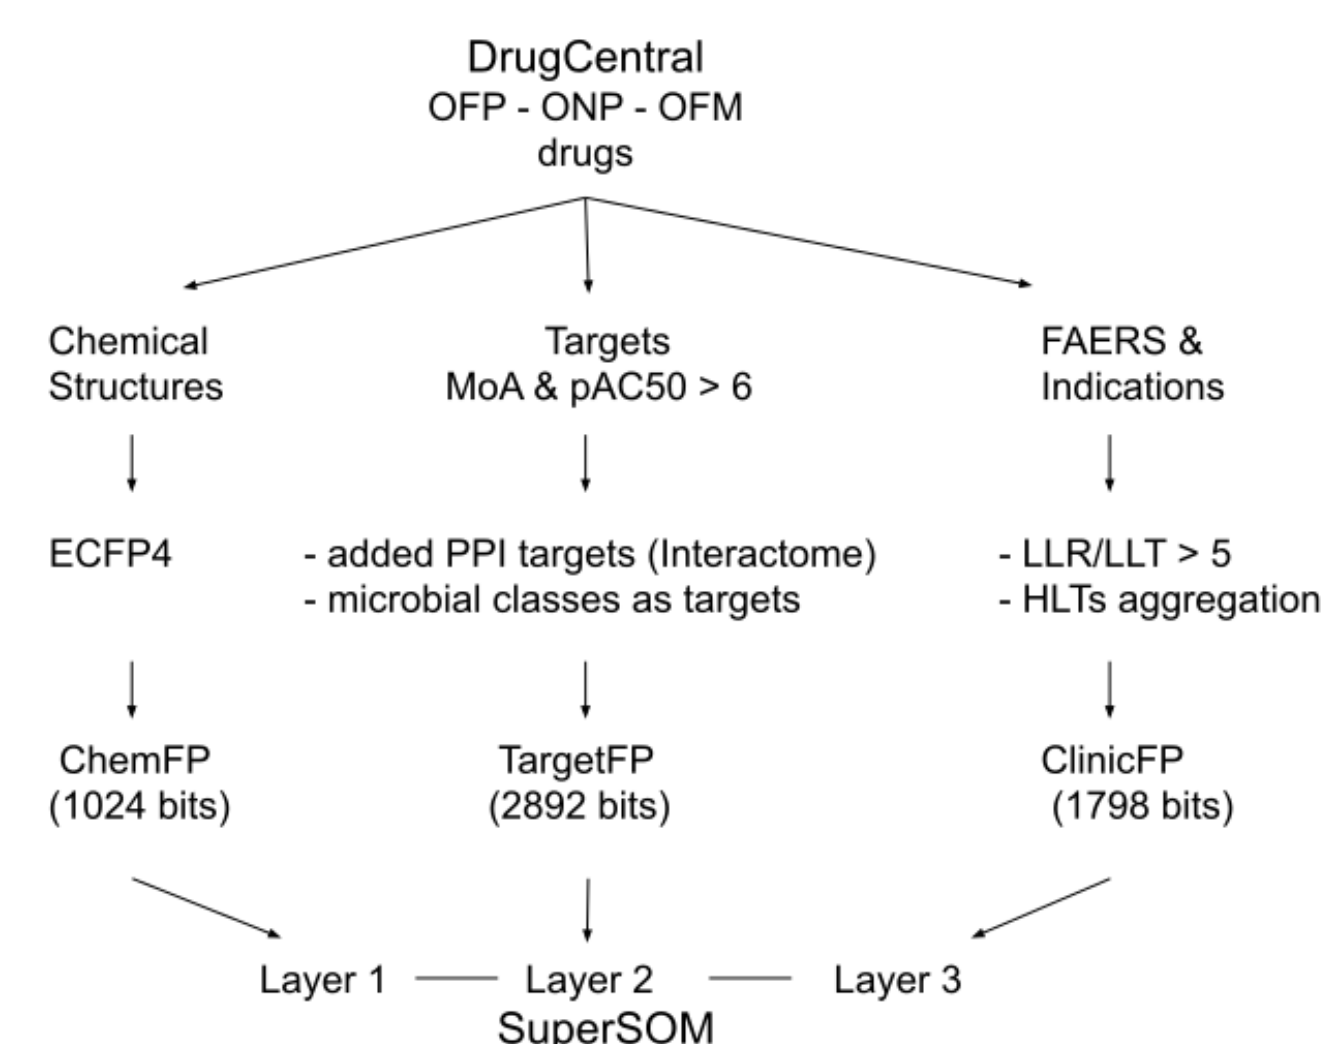 DrugCentral
OFP - ONP - OFM
drugs
Chemical
Structures
Targets
MoA & pAC50 > 6
FAERS &
Indications
ECFP4
- added PPI targets (Interactome)
- microbial classes as targets
- LLR/LLT > 5
- HLTs aggregation
ChemFP
(1024 bits)
TargetFP
(2892 bits)
ClinicFP
(1798 bits)
Layer 1
Layer 2
Layer 3
SuperSOM